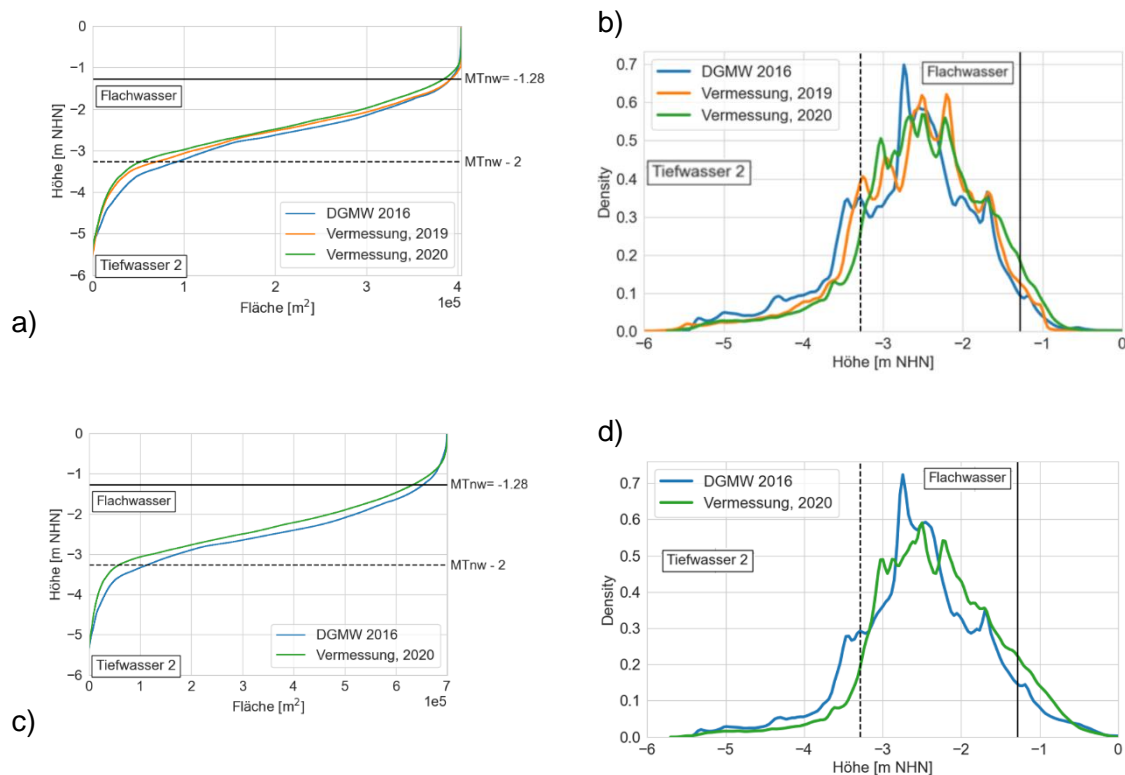 a)
0
−1
−2
−3
−4
−5
−6
Höhe [m NHN]
MTnw= -1.28
Flachwasser
MTnw - 2
DGMW 2016
Vermessung, 2019
Vermessung, 2020
Tiefwasser 2
0 1 2 3 4
1e5
Fläche [m²]
b)
0.7
0.6
0.5
0.4
0.3
0.2
0.1
0.0
Density
DGMW 2016
Vermessung, 2019
Vermessung, 2020
Flachwasser
Tiefwasser 2
−6 −5 −4 −3 −2 −1 0
Höhe [m NHN]
c)
0
−1
−2
−3
−4
−5
−6
Höhe [m NHN]
MTnw= -1.28
Flachwasser
MTnw - 2
DGMW 2016
Vermessung, 2020
Tiefwasser 2
0 1 2 3 4 5 6 7
1e5
Fläche [m²]
d)
0.7
0.6
0.5
0.4
0.3
0.2
0.1
0.0
Density
DGMW 2016
Vermessung, 2020
Flachwasser
Tiefwasser 2
−6 −5 −4 −3 −2 −1 0
Höhe [m NHN]